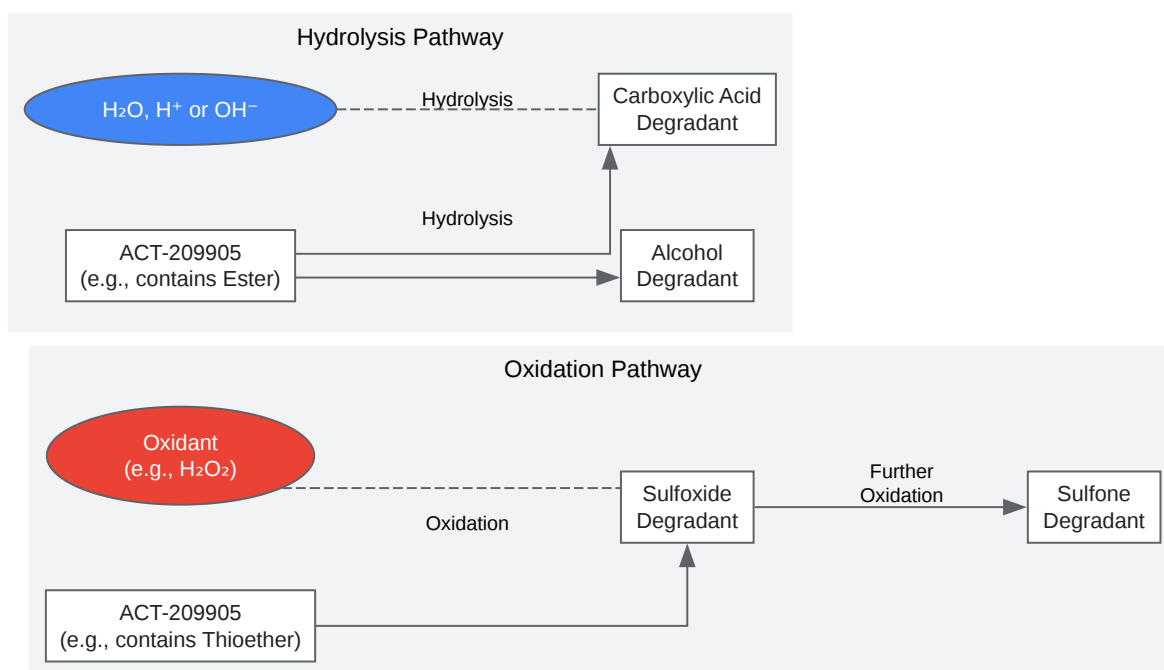 Hydrolysis Pathway
H₂O, H⁺ or OH⁻
Hydrolysis
Carboxylic Acid
Degradant
Hydrolysis
ACT-209905
(e.g., contains Ester)
Alcohol
Degradant
Oxidation Pathway
Oxidant
(e.g., H₂O₂)
Oxidation
Sulfoxide
Degradant
Further
Oxidation
Sulfone
Degradant
ACT-209905
(e.g., contains Thioether)